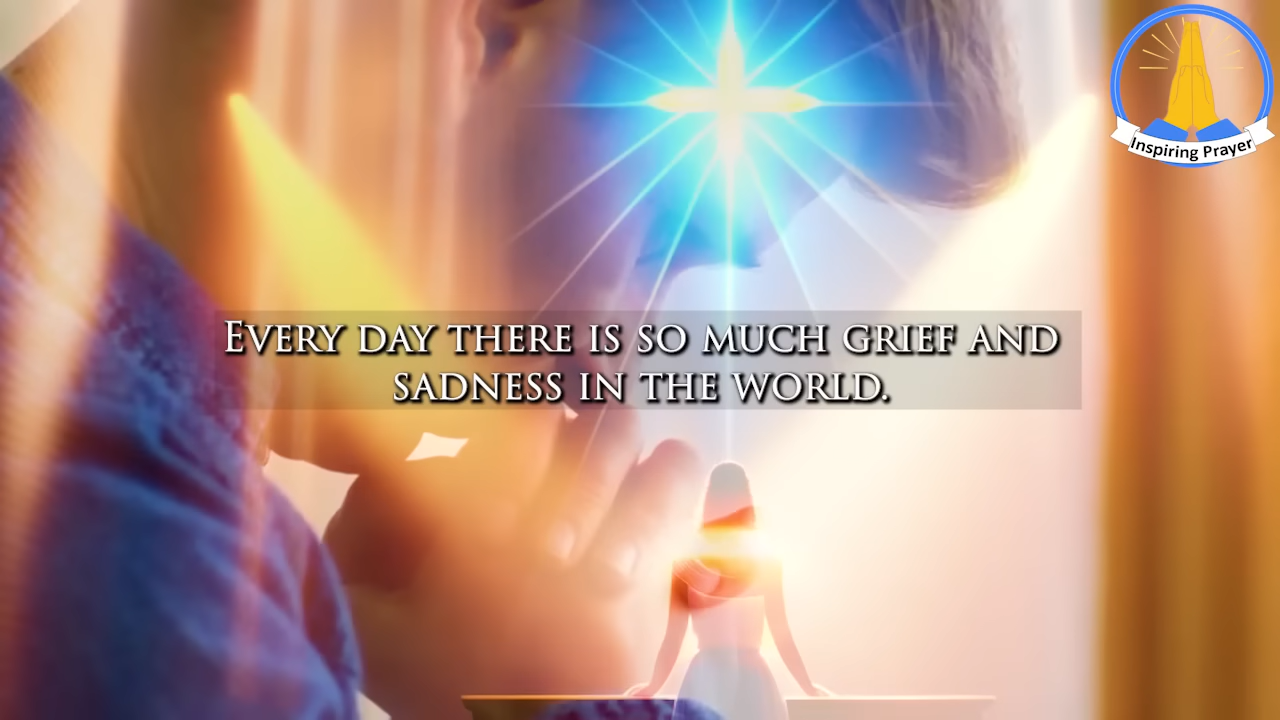 Inspiring Prayer
EVERY DAY THERE IS SO MUCH GRIEF AND
SADNESS IN THE WORLD.